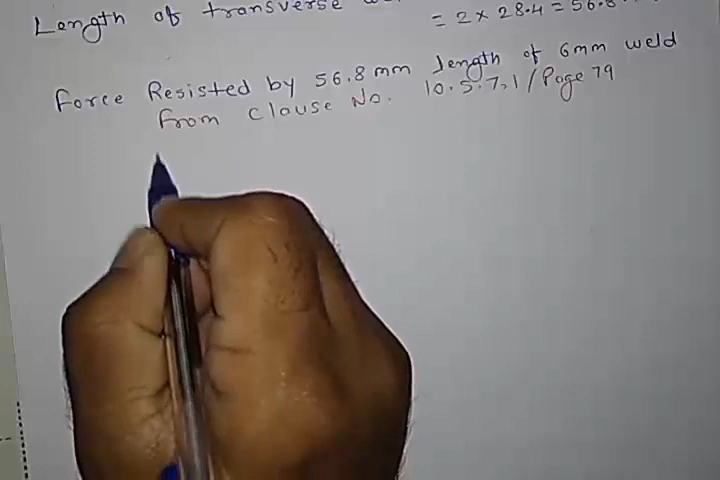 Length of transverse
= 2 x 28.4 = 56.8
Force Resisted by 56.8 mm length of 6mm weld
From Clause No. 10.5.7.1 / Page 79